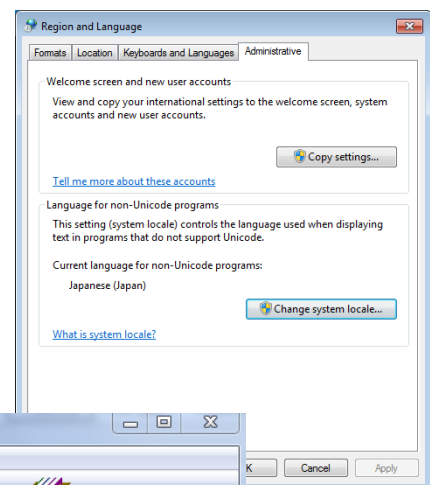 Region and Language
Formats Location Keyboards and Languages Administrative
Welcome screen and new user accounts
View and copy your international settings to the welcome screen, system
accounts and new user accounts.
Copy settings...
Tell me more about these accounts
Language for non-Unicode programs
This setting (system locale) controls the language used when displaying
text in programs that do not support Unicode.
Current language for non-Unicode programs:
Japanese (Japan)
Change system locale...
What is system locale?
K Cancel Apply